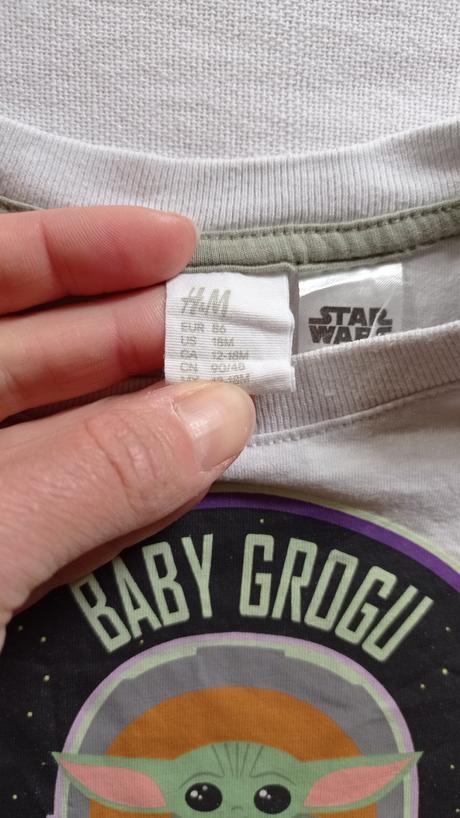 H&M
EUR 86
US 18M
CA 12-18M
CN 90/48
STAR
WARS
BABY GROGU